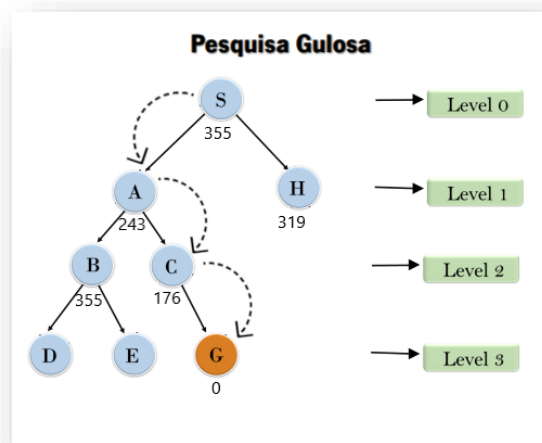 Pesquisa Gulosa
S
355
Level 0
A
243
H
319
Level 1
B
355
C
176
Level 2
D
E
G
0
Level 3